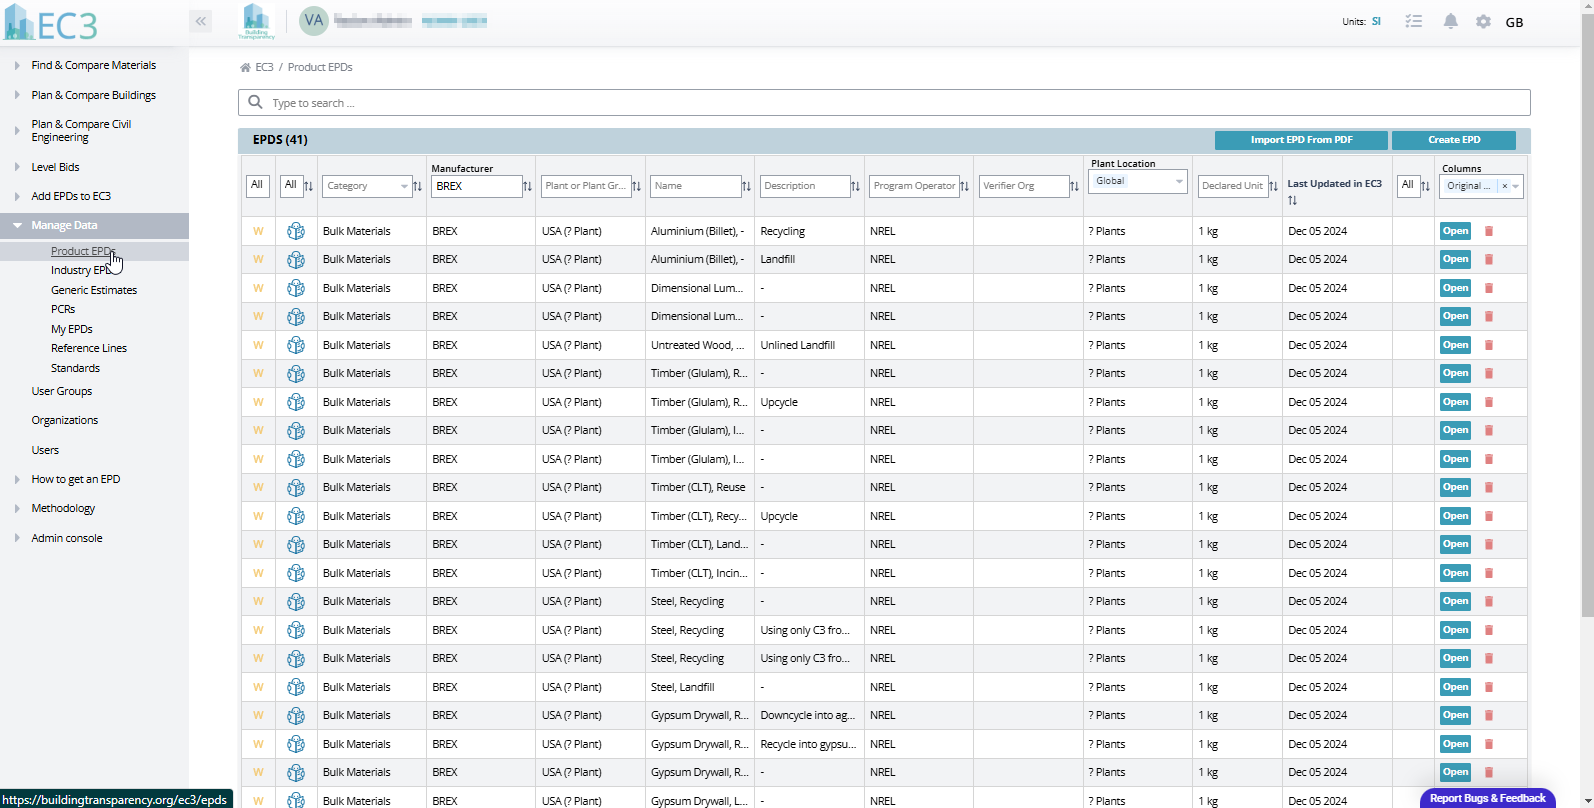 EC3
Building
Transparency
VA
Units: SI
GB
Find & Compare Materials
Plan & Compare Buildings
Plan & Compare Civil
Engineering
Level Bids
Add EPDs to EC3
Manage Data
Product EPDs
Industry EPD
Generic Estimates
PCRs
My EPDs
Reference Lines
Standards
User Groups
Organizations
Users
How to get an EPD
Methodology
Admin console
EC3 / Product EPDs
Type to search ...
EPDS (41) Import EPD From PDF Create EPD
Manufacturer Plant Location Columns
All All Category BREX Plant or Plant Gr... Name Description Program Operator Verifier Org Global Declared Unit Last Updated in EC3 All Original ... ×
W Bulk Materials BREX USA (? Plant) Aluminium (Billet), - Recycling NREL ? Plants 1 kg Dec 05 2024 Open
W Bulk Materials BREX USA (? Plant) Aluminium (Billet), - Landfill NREL ? Plants 1 kg Dec 05 2024 Open
W Bulk Materials BREX USA (? Plant) Dimensional Lum... - NREL ? Plants 1 kg Dec 05 2024 Open
W Bulk Materials BREX USA (? Plant) Dimensional Lum... - NREL ? Plants 1 kg Dec 05 2024 Open
W Bulk Materials BREX USA (? Plant) Untreated Wood, ... Unlined Landfill NREL ? Plants 1 kg Dec 05 2024 Open
W Bulk Materials BREX USA (? Plant) Timber (Glulam), R... - NREL ? Plants 1 kg Dec 05 2024 Open
W Bulk Materials BREX USA (? Plant) Timber (Glulam), R... Upcycle NREL ? Plants 1 kg Dec 05 2024 Open
W Bulk Materials BREX USA (? Plant) Timber (Glulam), I... - NREL ? Plants 1 kg Dec 05 2024 Open
W Bulk Materials BREX USA (? Plant) Timber (Glulam), I... - NREL ? Plants 1 kg Dec 05 2024 Open
W Bulk Materials BREX USA (? Plant) Timber (CLT), Reuse - NREL ? Plants 1 kg Dec 05 2024 Open
W Bulk Materials BREX USA (? Plant) Timber (CLT), Recy... Upcycle NREL ? Plants 1 kg Dec 05 2024 Open
W Bulk Materials BREX USA (? Plant) Timber (CLT), Land... - NREL ? Plants 1 kg Dec 05 2024 Open
W Bulk Materials BREX USA (? Plant) Timber (CLT), Incin... - NREL ? Plants 1 kg Dec 05 2024 Open
W Bulk Materials BREX USA (? Plant) Steel, Recycling - NREL ? Plants 1 kg Dec 05 2024 Open
W Bulk Materials BREX USA (? Plant) Steel, Recycling Using only C3 fro... NREL ? Plants 1 kg Dec 05 2024 Open
W Bulk Materials BREX USA (? Plant) Steel, Recycling Using only C3 fro... NREL ? Plants 1 kg Dec 05 2024 Open
W Bulk Materials BREX USA (? Plant) Steel, Landfill - NREL ? Plants 1 kg Dec 05 2024 Open
W Bulk Materials BREX USA (? Plant) Gypsum Drywall, R... Downcycle into ag... NREL ? Plants 1 kg Dec 05 2024 Open
W Bulk Materials BREX USA (? Plant) Gypsum Drywall, R... Recycle into gypsu... NREL ? Plants 1 kg Dec 05 2024 Open
W Bulk Materials BREX USA (? Plant) Gypsum Drywall, R... - NREL ? Plants 1 kg Dec 05 2024 Open
W Bulk Materials BREX USA (? Plant) Gypsum Drywall, L... - NREL ? Plants 1 kg Dec 05 2024
https://buildingtransparency.org/ec3/epds
Report Bugs & Feedback